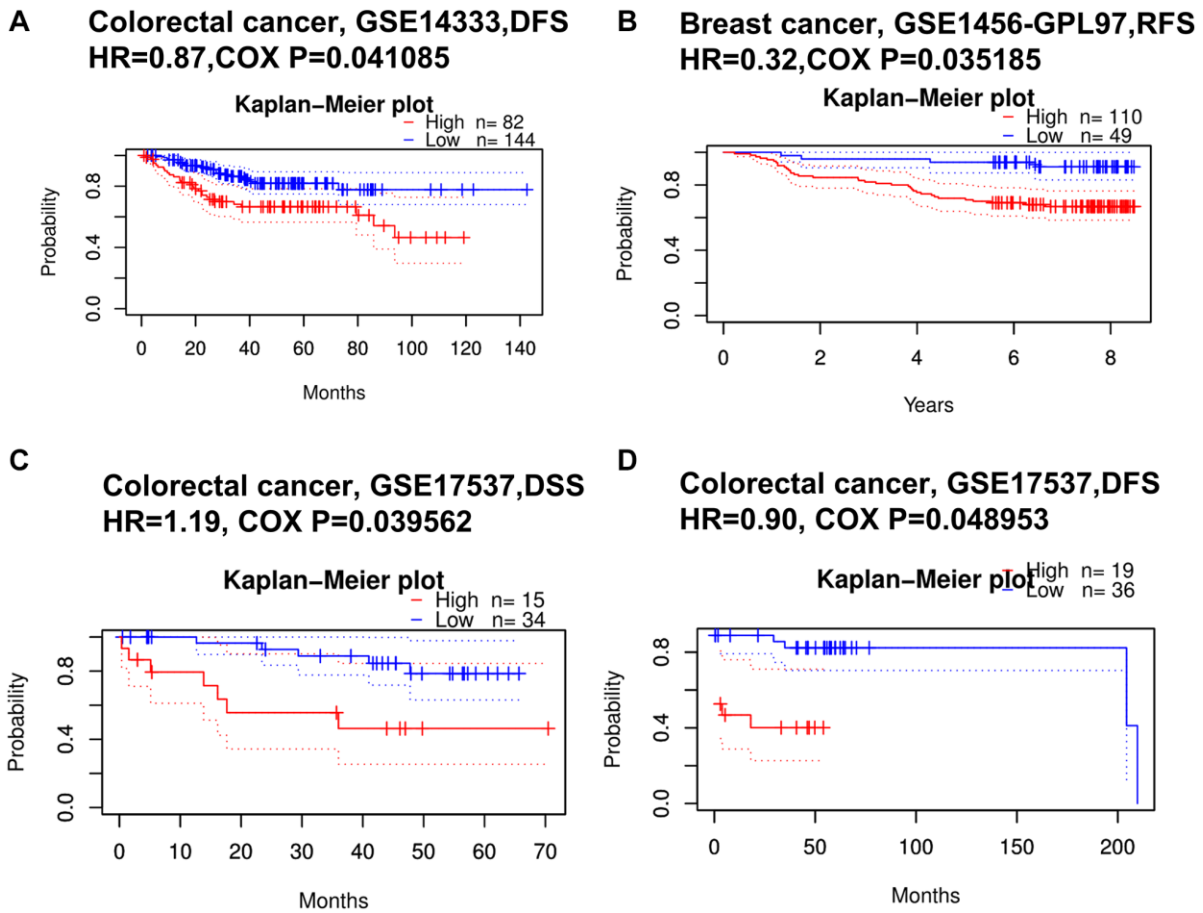 A
Colorectal cancer, GSE14333,DFS
HR=0.87,COX P=0.041085
Kaplan−Meier plot
High n= 82
Low n= 144
Probability
0.8
0.4
0.0
0 20 40 60 80 100 120 140
Months
B
Breast cancer, GSE1456-GPL97,RFS
HR=0.32,COX P=0.035185
Kaplan−Meier plot
High n= 110
Low n= 49
Probability
0.8
0.4
0.0
0 2 4 6 8
Years
C
Colorectal cancer, GSE17537,DSS
HR=1.19, COX P=0.039562
Kaplan−Meier plot
High n= 15
Low n= 34
Probability
0.8
0.4
0.0
0 10 20 30 40 50 60 70
Months
D
Colorectal cancer, GSE17537,DFS
HR=0.90, COX P=0.048953
Kaplan−Meier plot
High n= 19
Low n= 36
Probability
0.8
0.4
0.0
0 50 100 150 200
Months